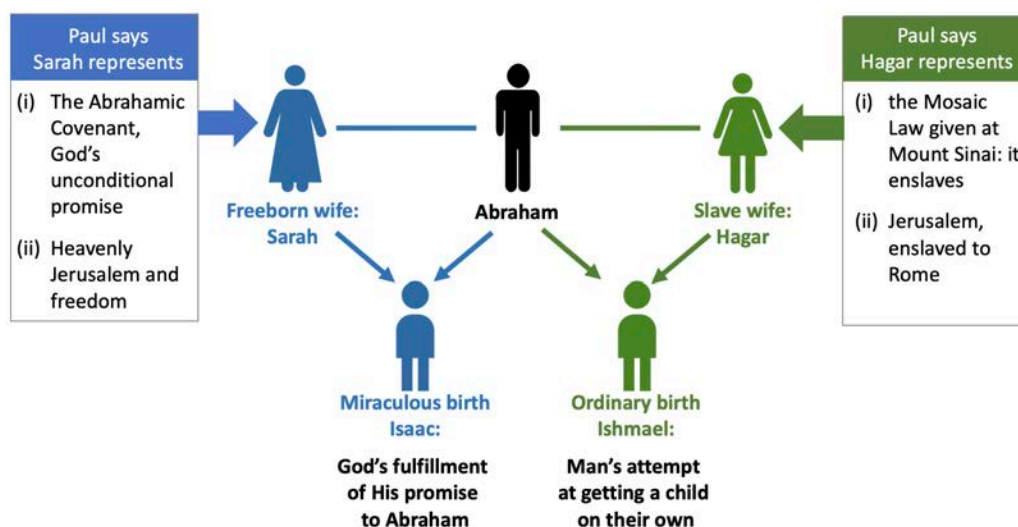 Paul says
Sarah represents
(i) The Abrahamic
Covenant,
God's
unconditional
promise
(ii) Heavenly
Jerusalem and
freedom
Freeborn wife:
Sarah
Abraham
Slave wife:
Hagar
Paul says
Hagar represents
(i) the Mosaic
Law given at
Mount Sinai: it
enslaves
(ii) Jerusalem,
enslaved to
Rome
Miraculous birth
Isaac:
God's fulfillment
of His promise
to Abraham
Ordinary birth
Ishmael:
Man's attempt
at getting a child
on their own